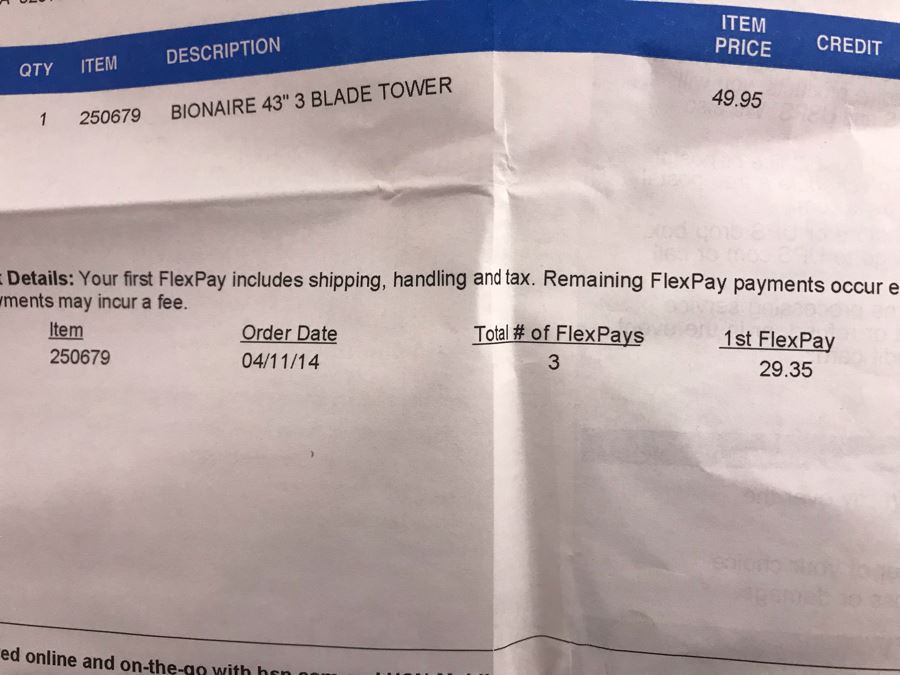 QTY ITEM DESCRIPTION ITEM PRICE CREDIT
1 250679 BIONAIRE 43" 3 BLADE TOWER 49.95
Details: Your first FlexPay includes shipping, handling and tax. Remaining FlexPay payments occur e
yments may incur a fee.
Item Order Date Total # of FlexPays 1st FlexPay
250679 04/11/14 3 29.35
ed online and on-the-go with